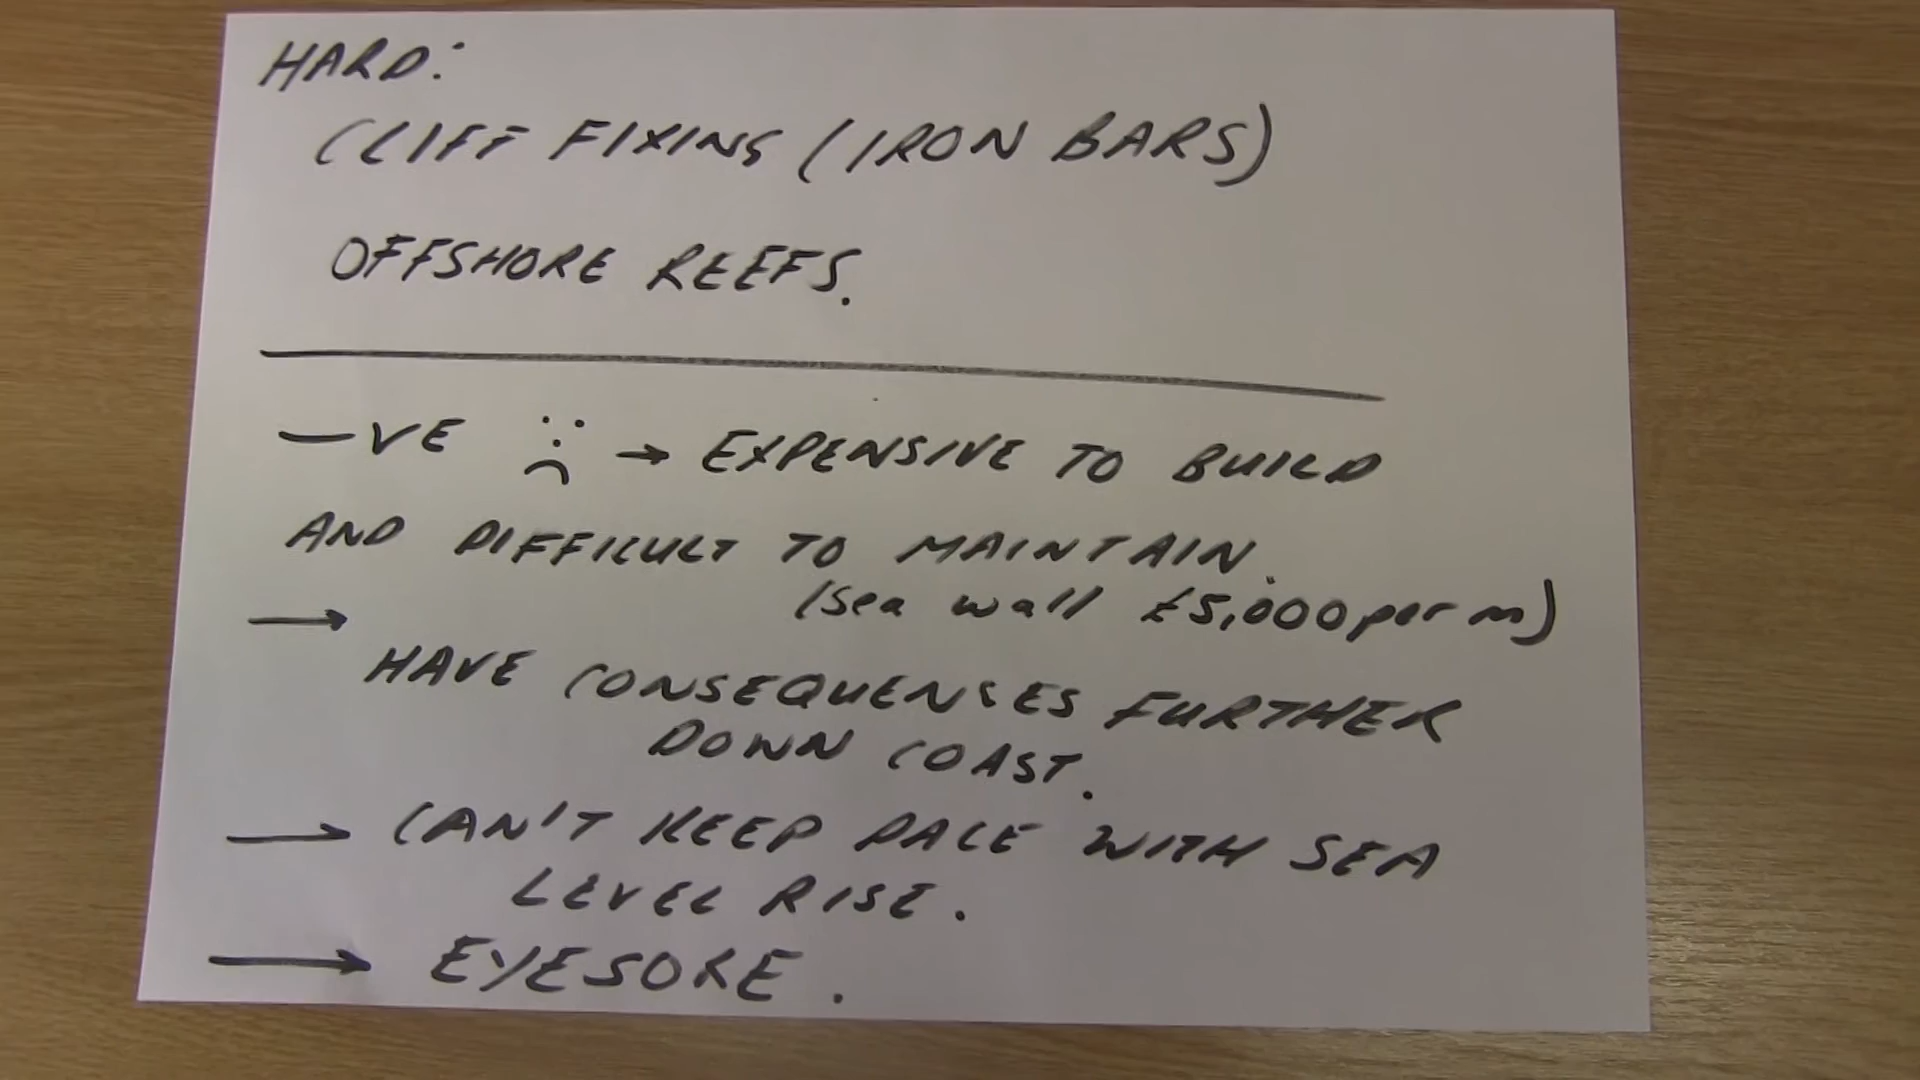 HARD:
CLIFF FIXING (IRON BARS)
OFFSHORE REEFS.
—VE → EXPENSIVE TO BUILD
AND DIFFICULT TO MAINTAIN.
(sea wall £5,000 per m)
→
HAVE CONSEQUENCES FURTHER
DOWN COAST.
→ CAN'T KEEP PACE WITH SEA
LEVEL RISE.
→ EYESORE.